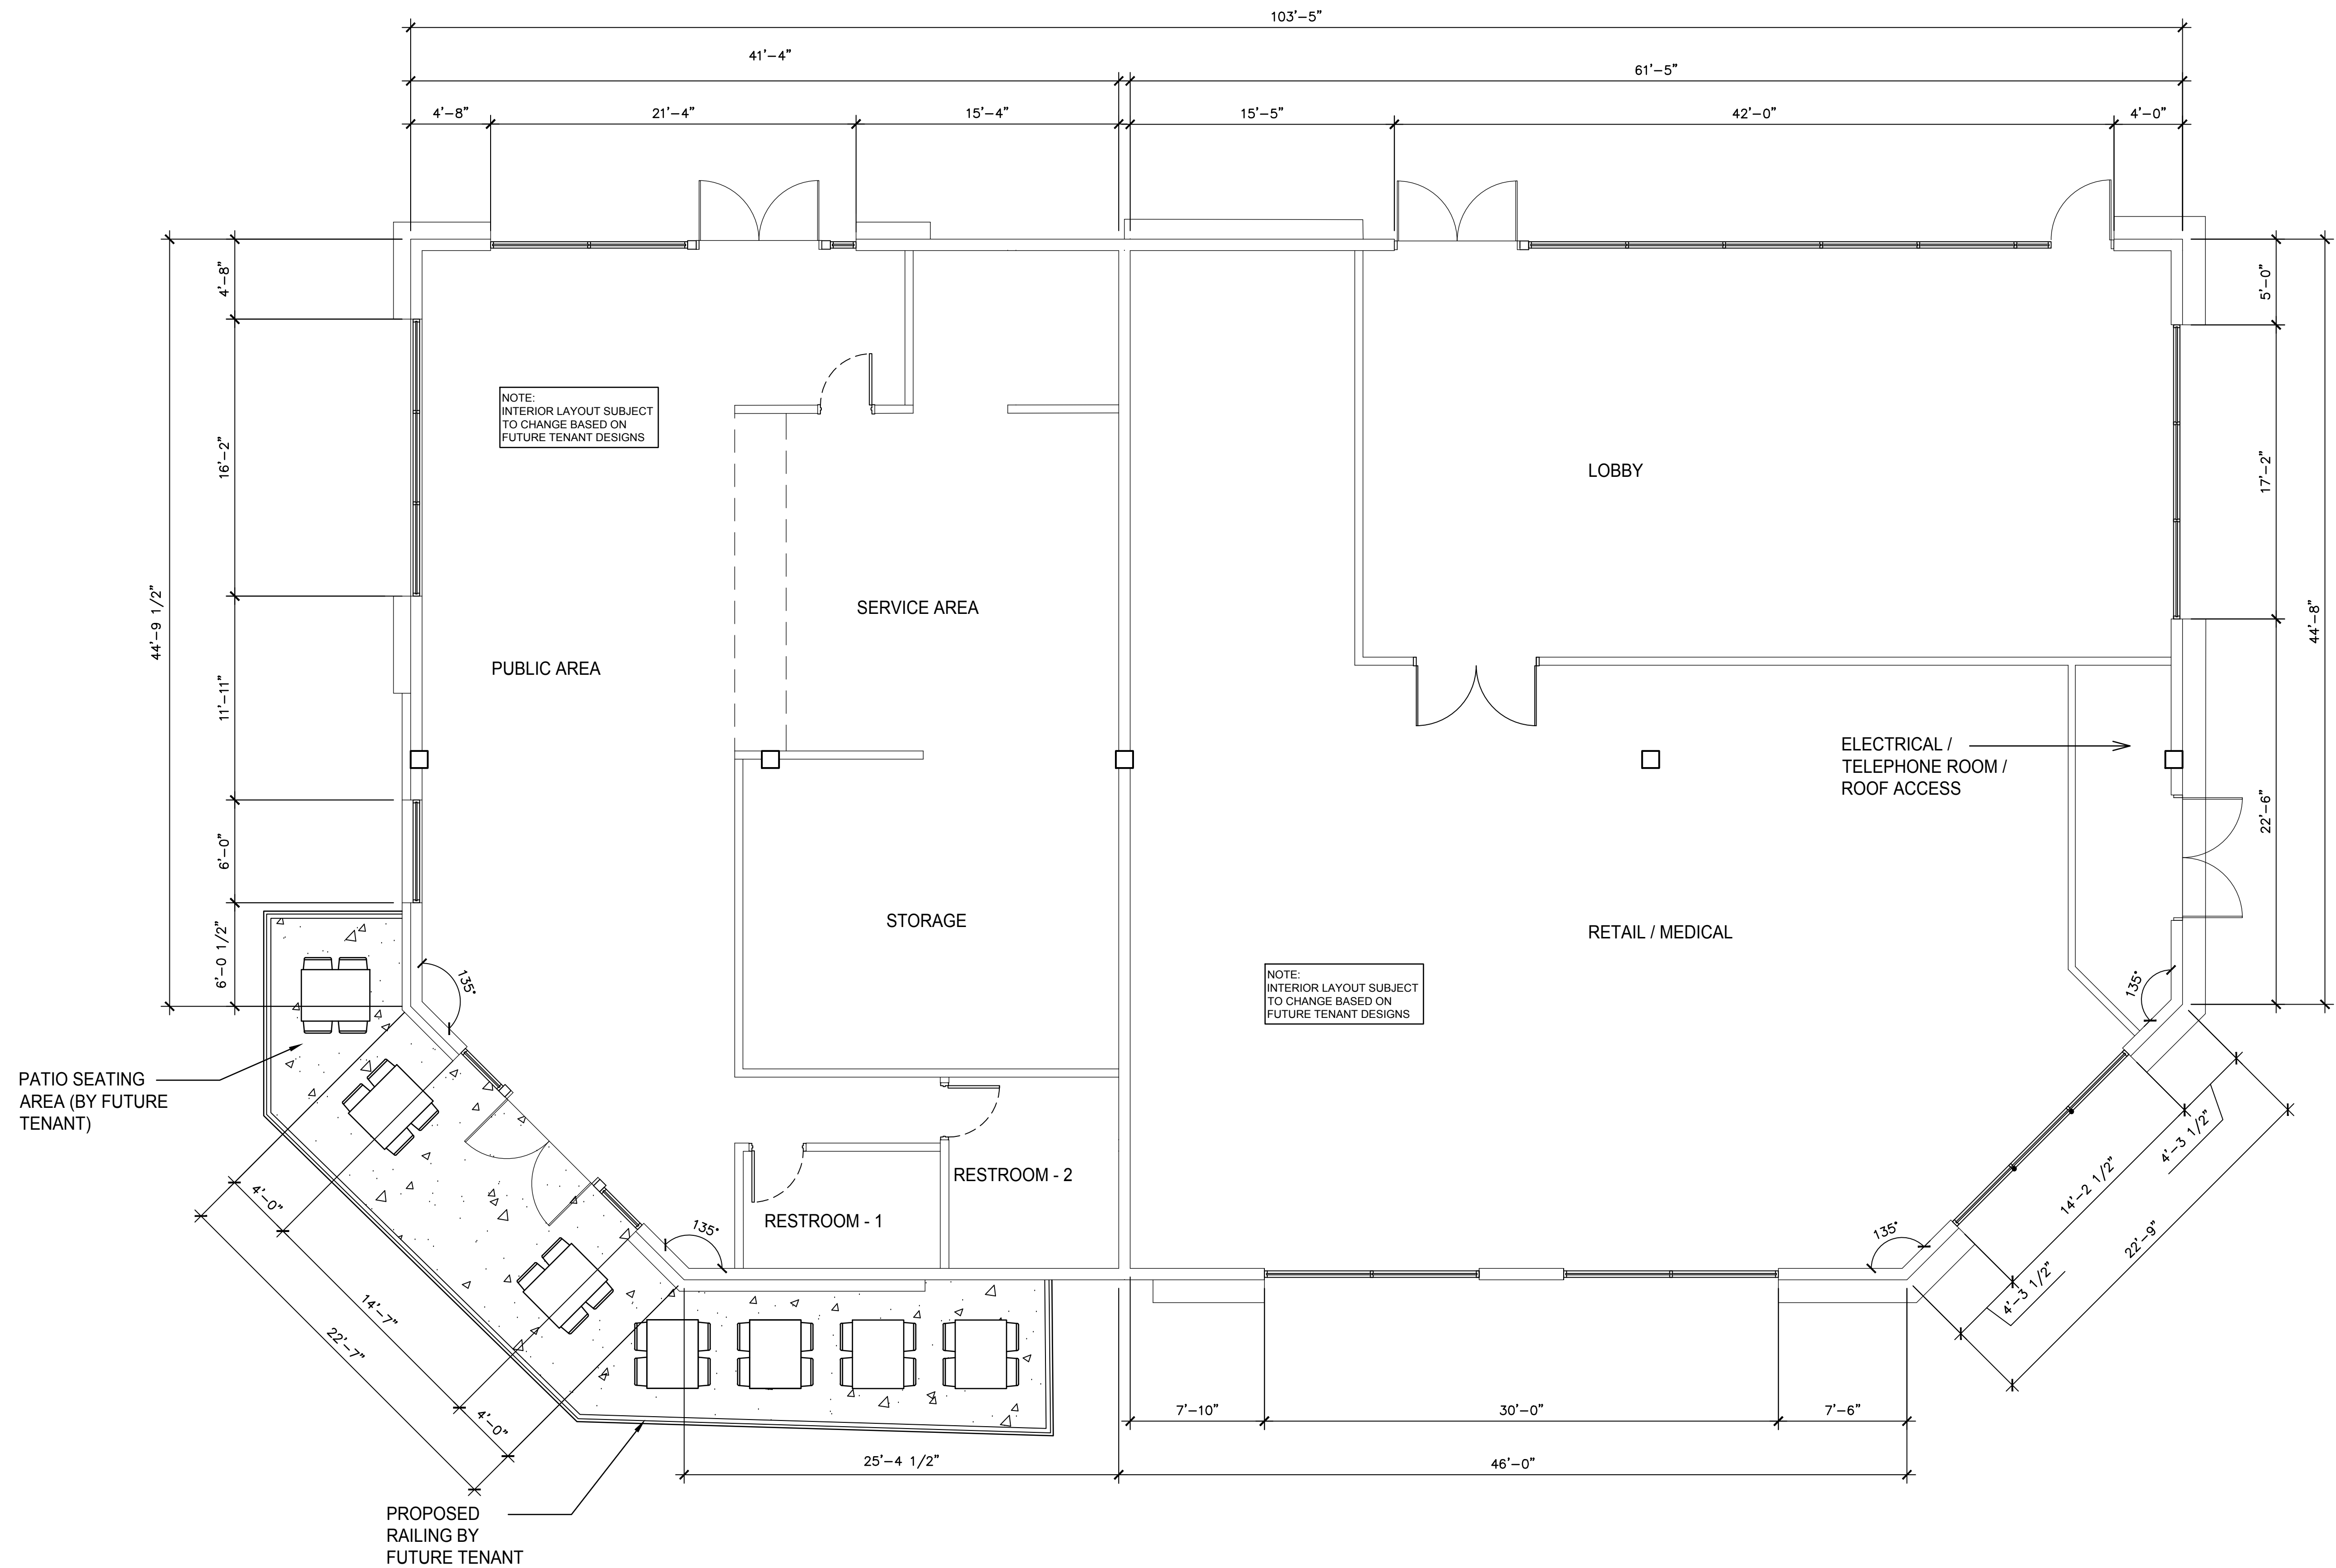 103'-5"
41'-4"
61'-5"
4'-8"
21'-4"
15'-4"
15'-5"
42'-0"
4'-0"
4'-8"
5'-0"
NOTE:
INTERIOR LAYOUT SUBJECT
TO CHANGE BASED ON
FUTURE TENANT DESIGNS
16'-2"
LOBBY
17'-2"
44'-9 1/2"
SERVICE AREA
44'-8"
PUBLIC AREA
11'-11"
ELECTRICAL /
TELEPHONE ROOM /
ROOF ACCESS
22'-6"
6'-0"
STORAGE
RETAIL / MEDICAL
6'-0 1/2"
135°
NOTE:
INTERIOR LAYOUT SUBJECT
TO CHANGE BASED ON
FUTURE TENANT DESIGNS
135°
PATIO SEATING
AREA (BY FUTURE
TENANT)
4'-3 1/2"
RESTROOM - 2
4'-0"
14'-2 1/2"
RESTROOM - 1
135°
135°
22'-9"
14'-7"
4'-3 1/2"
22'-7"
4'-0"
7'-10"
30'-0"
7'-6"
25'-4 1/2"
46'-0"
PROPOSED
RAILING BY
FUTURE TENANT